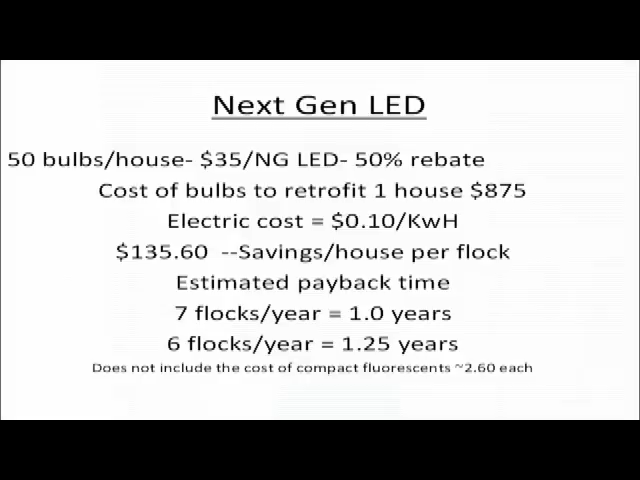 Next Gen LED
50 bulbs/house- $35/NG LED- 50% rebate
Cost of bulbs to retrofit 1 house $875
Electric cost = $0.10/KwH
$135.60 --Savings/house per flock
Estimated payback time
7 flocks/year = 1.0 years
6 flocks/year = 1.25 years
Does not include the cost of compact fluorescents ~2.60 each